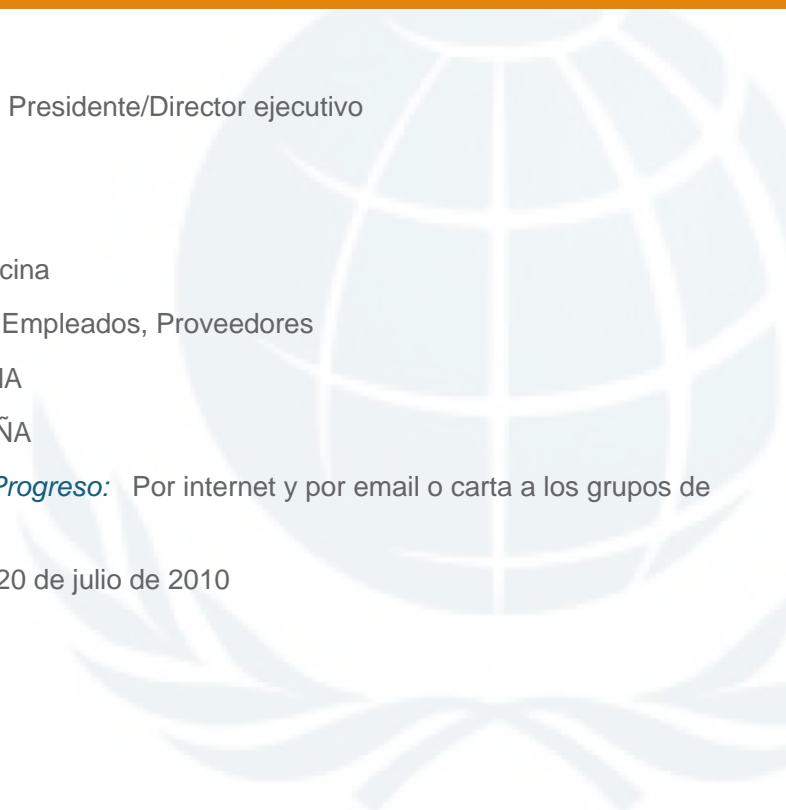 Presidente/Director ejecutivo
cina
Empleados, Proveedores
IA
ÑA
Progreso: Por internet y por email o carta a los grupos de
20 de julio de 2010